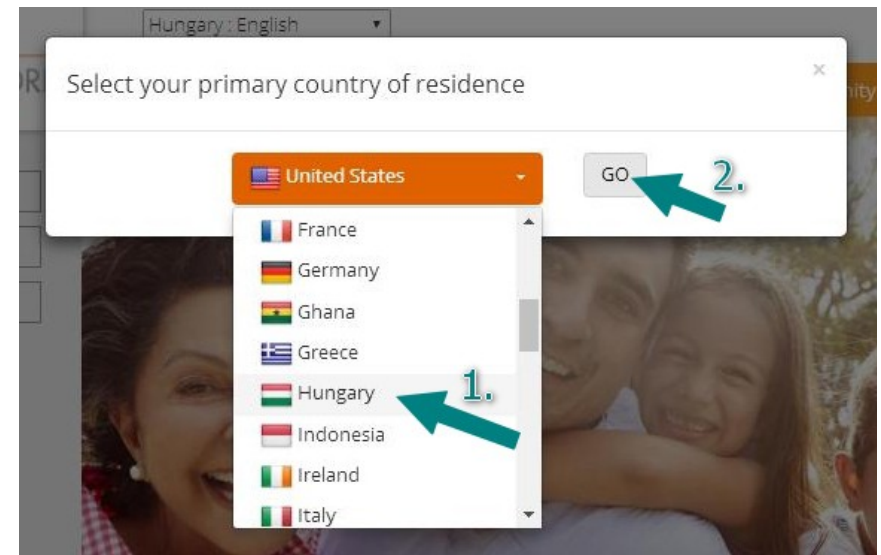 Hungary : English
Select your primary country of residence
×
United States
GO
2.
France
Germany
Ghana
Greece
Hungary
1.
Indonesia
Ireland
Italy